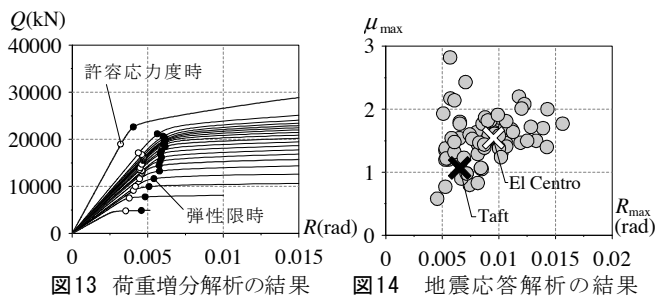 Q(kN)
50000
40000
30000
20000
10000
0
許容応力度時
弾性限時
R(rad)
0
0.005
0.01
0.015
図13 荷重増分解析の結果
μmax
3
2
1
0
El Centro
Taft
Rmax
(rad)
0
0.005
0.01
0.015
0.02
図14 地震応答解析の結果